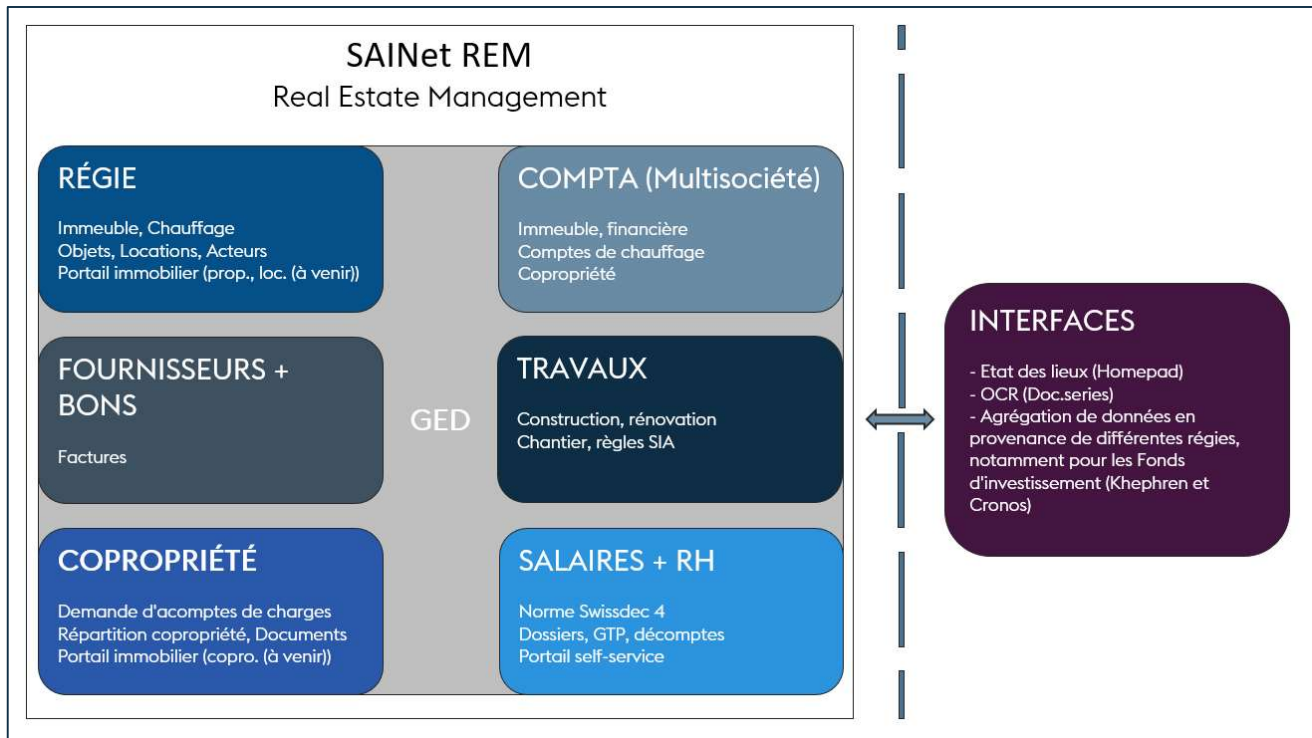 SAINet REM
Real Estate Management
RÉGIE
Immeuble, Chauffage
Objets, Locations, Acteurs
Portail immobilier (prop., loc. (à venir))
COMPTA (Multisociété)
Immeuble, financière
Comptes de chauffage
Copropriété
FOURNISSEURS +
BONS
Factures
GED
TRAVAUX
Construction, rénovation
Chantier, règles SIA
COPROPRIÉTÉ
Demande d'acomptes de charges
Répartition copropriété, Documents
Portail immobilier (copro. (à venir))
SALAIRES + RH
Norme Swissdec 4
Dossiers, GTP, décomptes
Portail self-service
INTERFACES
- Etat des lieux (Homepad)
- OCR (Doc.series)
- Agrégation de données en
provenance de différentes régies,
notamment pour les Fonds
d'investissement (Khephren et
Cronos)